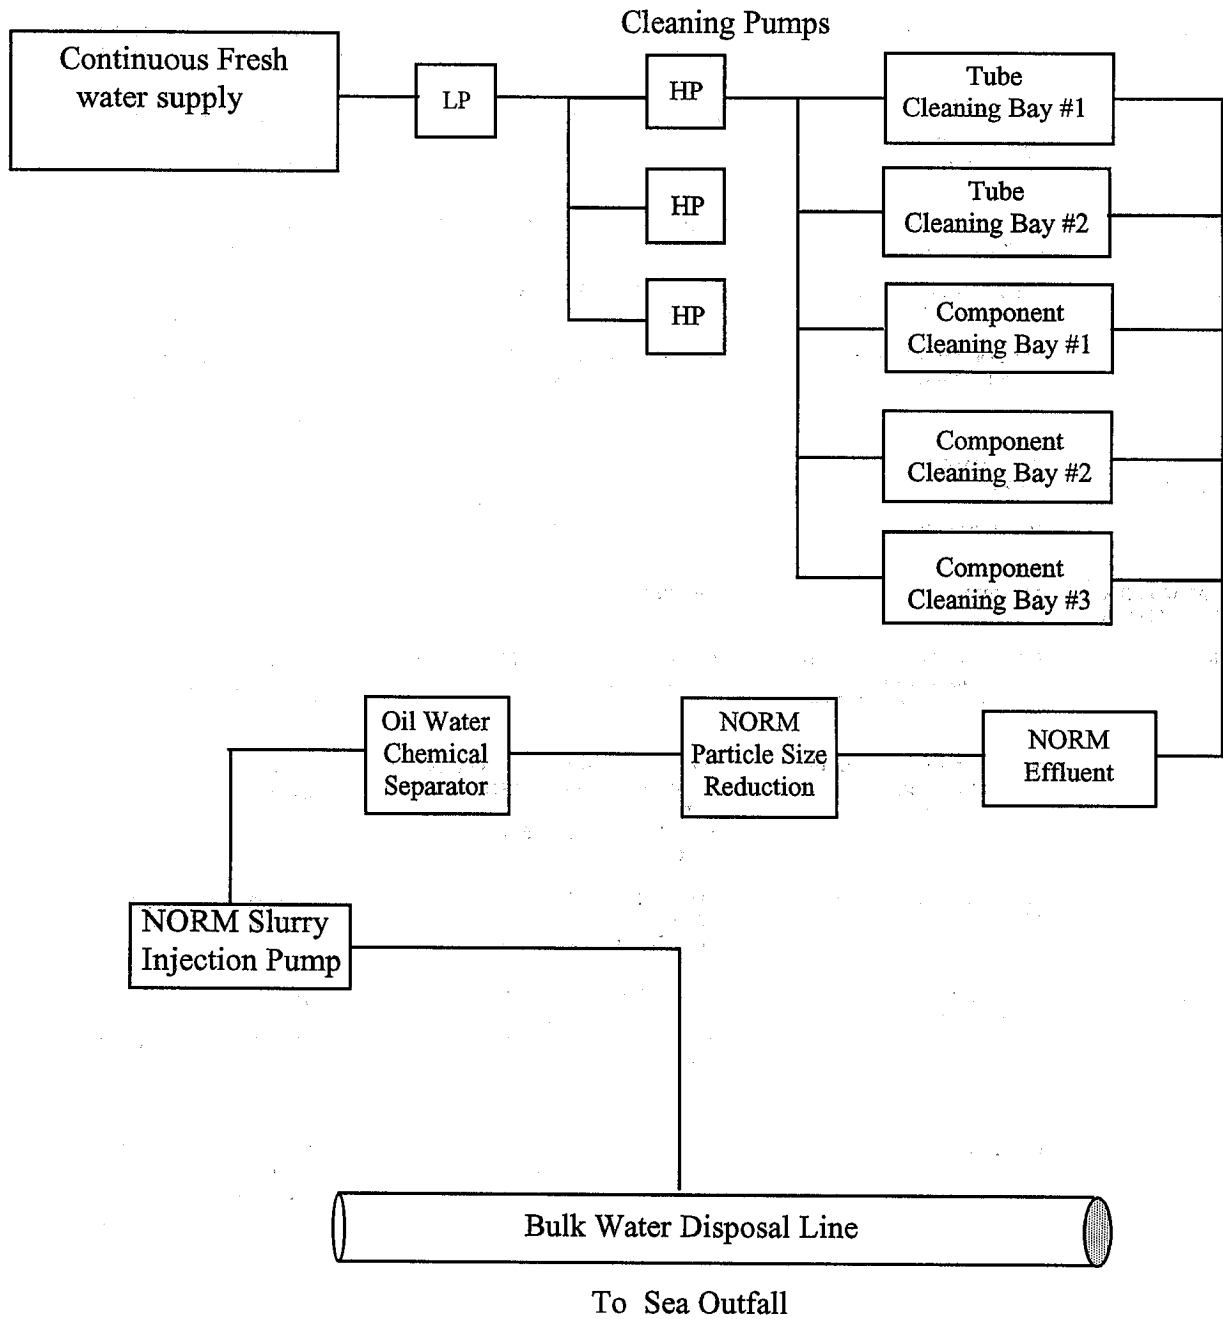 Cleaning Pumps
Continuous Fresh
water supply
LP
HP
HP
HP
Tube
Cleaning Bay #1
Tube
Cleaning Bay #2
Component
Cleaning Bay #1
Component
Cleaning Bay #2
Component
Cleaning Bay #3
NORM
Effluent
NORM
Particle Size
Reduction
Oil Water
Chemical
Separator
NORM Slurry
Injection Pump
Bulk Water Disposal Line
To Sea Outfall